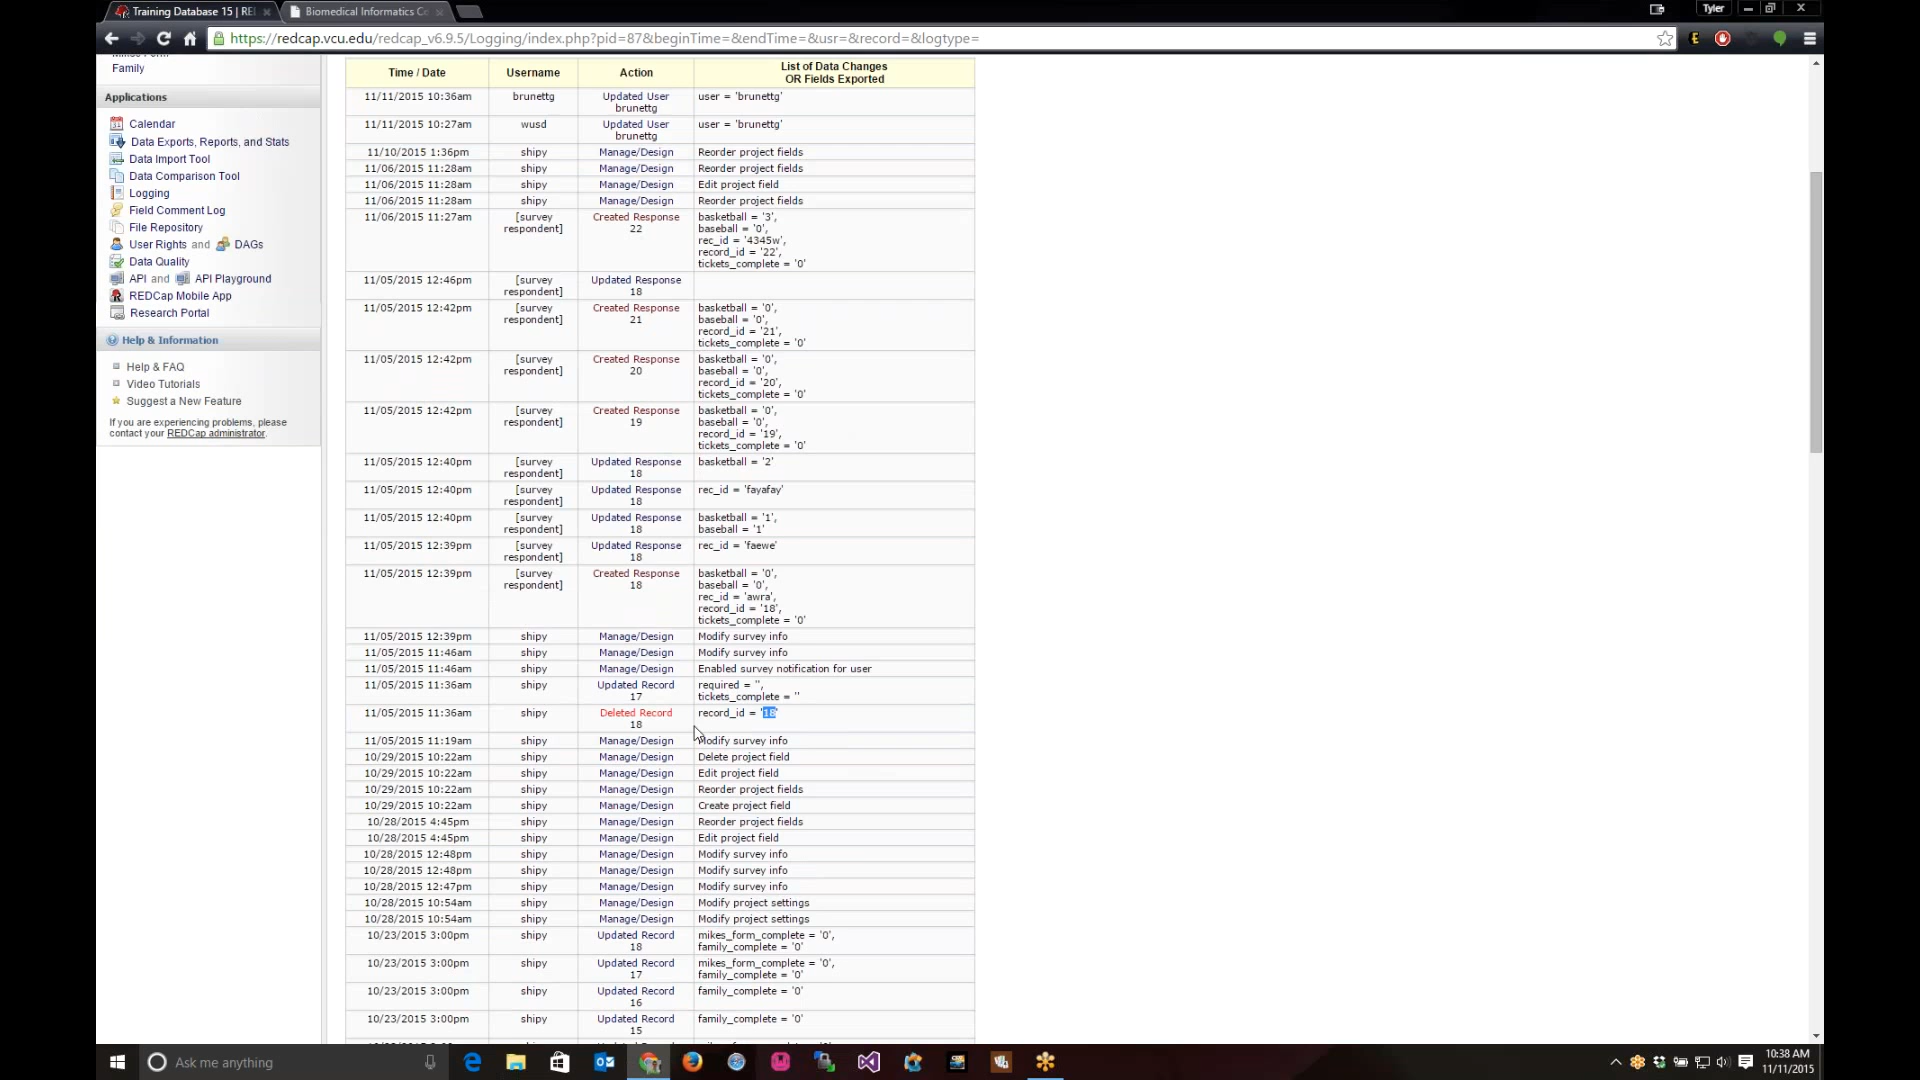 Training Database 15 | RE
Biomedical Informatics Co
Tyler
https://redcap.vcu.edu/redcap_v6.9.5/Logging/index.php?pid=87&beginTime=&endTime=&usr=&record=&logtype=
Family
Applications
Calendar
Data Exports, Reports, and Stats
Data Import Tool
Data Comparison Tool
Logging
Field Comment Log
File Repository
User Rights and DAGs
Data Quality
API and API Playground
REDCap Mobile App
Research Portal
Help & Information
Help & FAQ
Video Tutorials
Suggest a New Feature
If you are experiencing problems, please
contact your REDCap administrator.
Time / Date Username Action List of Data Changes
OR Fields Exported
11/11/2015 10:36am brunettg Updated User user = 'brunettg'
brunettg
11/11/2015 10:27am wusd Updated User user = 'brunettg'
brunettg
11/10/2015 1:36pm shipy Manage/Design Reorder project fields
11/06/2015 11:28am shipy Manage/Design Reorder project fields
11/06/2015 11:28am shipy Manage/Design Edit project field
11/06/2015 11:28am shipy Manage/Design Reorder project fields
11/06/2015 11:27am [survey Created Response basketball = '3',
respondent] 22 baseball = '0',
rec_id = '4345w',
record_id = '22',
tickets_complete = '0'
11/05/2015 12:46pm [survey Updated Response
respondent] 18
11/05/2015 12:42pm [survey Created Response basketball = '0',
respondent] 21 baseball = '0',
record_id = '21',
tickets_complete = '0'
11/05/2015 12:42pm [survey Created Response basketball = '0',
respondent] 20 baseball = '0',
record_id = '20',
tickets_complete = '0'
11/05/2015 12:42pm [survey Created Response basketball = '0',
respondent] 19 baseball = '0',
record_id = '19',
tickets_complete = '0'
11/05/2015 12:40pm [survey Updated Response basketball = '2'
respondent] 18
11/05/2015 12:40pm [survey Updated Response rec_id = 'fayafay'
respondent] 18
11/05/2015 12:40pm [survey Updated Response basketball = '1',
respondent] 18 baseball = '1'
11/05/2015 12:39pm [survey Updated Response rec_id = 'faewe'
respondent] 18
11/05/2015 12:39pm [survey Created Response basketball = '0',
respondent] 18 baseball = '0',
rec_id = 'awra',
record_id = '18',
tickets_complete = '0'
11/05/2015 12:39pm shipy Manage/Design Modify survey info
11/05/2015 11:46am shipy Manage/Design Modify survey info
11/05/2015 11:46am shipy Manage/Design Enabled survey notification for user
11/05/2015 11:36am shipy Updated Record required = '',
17 tickets_complete = ''
11/05/2015 11:36am shipy Deleted Record record_id = '18'
18
11/05/2015 11:19am shipy Manage/Design Modify survey info
10/29/2015 10:22am shipy Manage/Design Delete project field
10/29/2015 10:22am shipy Manage/Design Edit project field
10/29/2015 10:22am shipy Manage/Design Reorder project fields
10/29/2015 10:22am shipy Manage/Design Create project field
10/28/2015 4:45pm shipy Manage/Design Reorder project fields
10/28/2015 4:45pm shipy Manage/Design Edit project field
10/28/2015 12:48pm shipy Manage/Design Modify survey info
10/28/2015 12:48pm shipy Manage/Design Modify survey info
10/28/2015 12:47pm shipy Manage/Design Modify survey info
10/28/2015 10:54am shipy Manage/Design Modify project settings
10/28/2015 10:54am shipy Manage/Design Modify project settings
10/23/2015 3:00pm shipy Updated Record mikes_form_complete = '0',
18 family_complete = '0'
10/23/2015 3:00pm shipy Updated Record mikes_form_complete = '0',
17 family_complete = '0'
10/23/2015 3:00pm shipy Updated Record family_complete = '0'
16
10/23/2015 3:00pm shipy Updated Record family_complete = '0'
15
Ask me anything
10:38 AM
11/11/2015